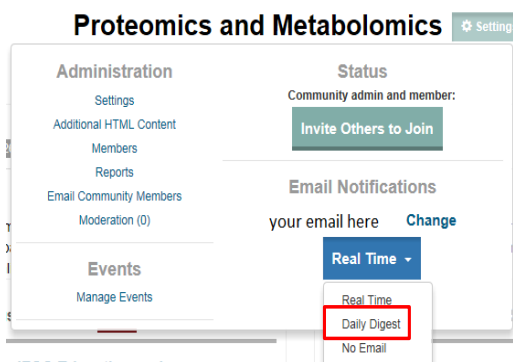 Proteomics and Metabolomics
Setting
Administration
Settings
Additional HTML Content
Members
Reports
Email Community Members
Moderation (0)
Events
Manage Events
Status
Community admin and member:
Invite Others to Join
Email Notifications
your email here Change
Real Time
Real Time
Daily Digest
No Email